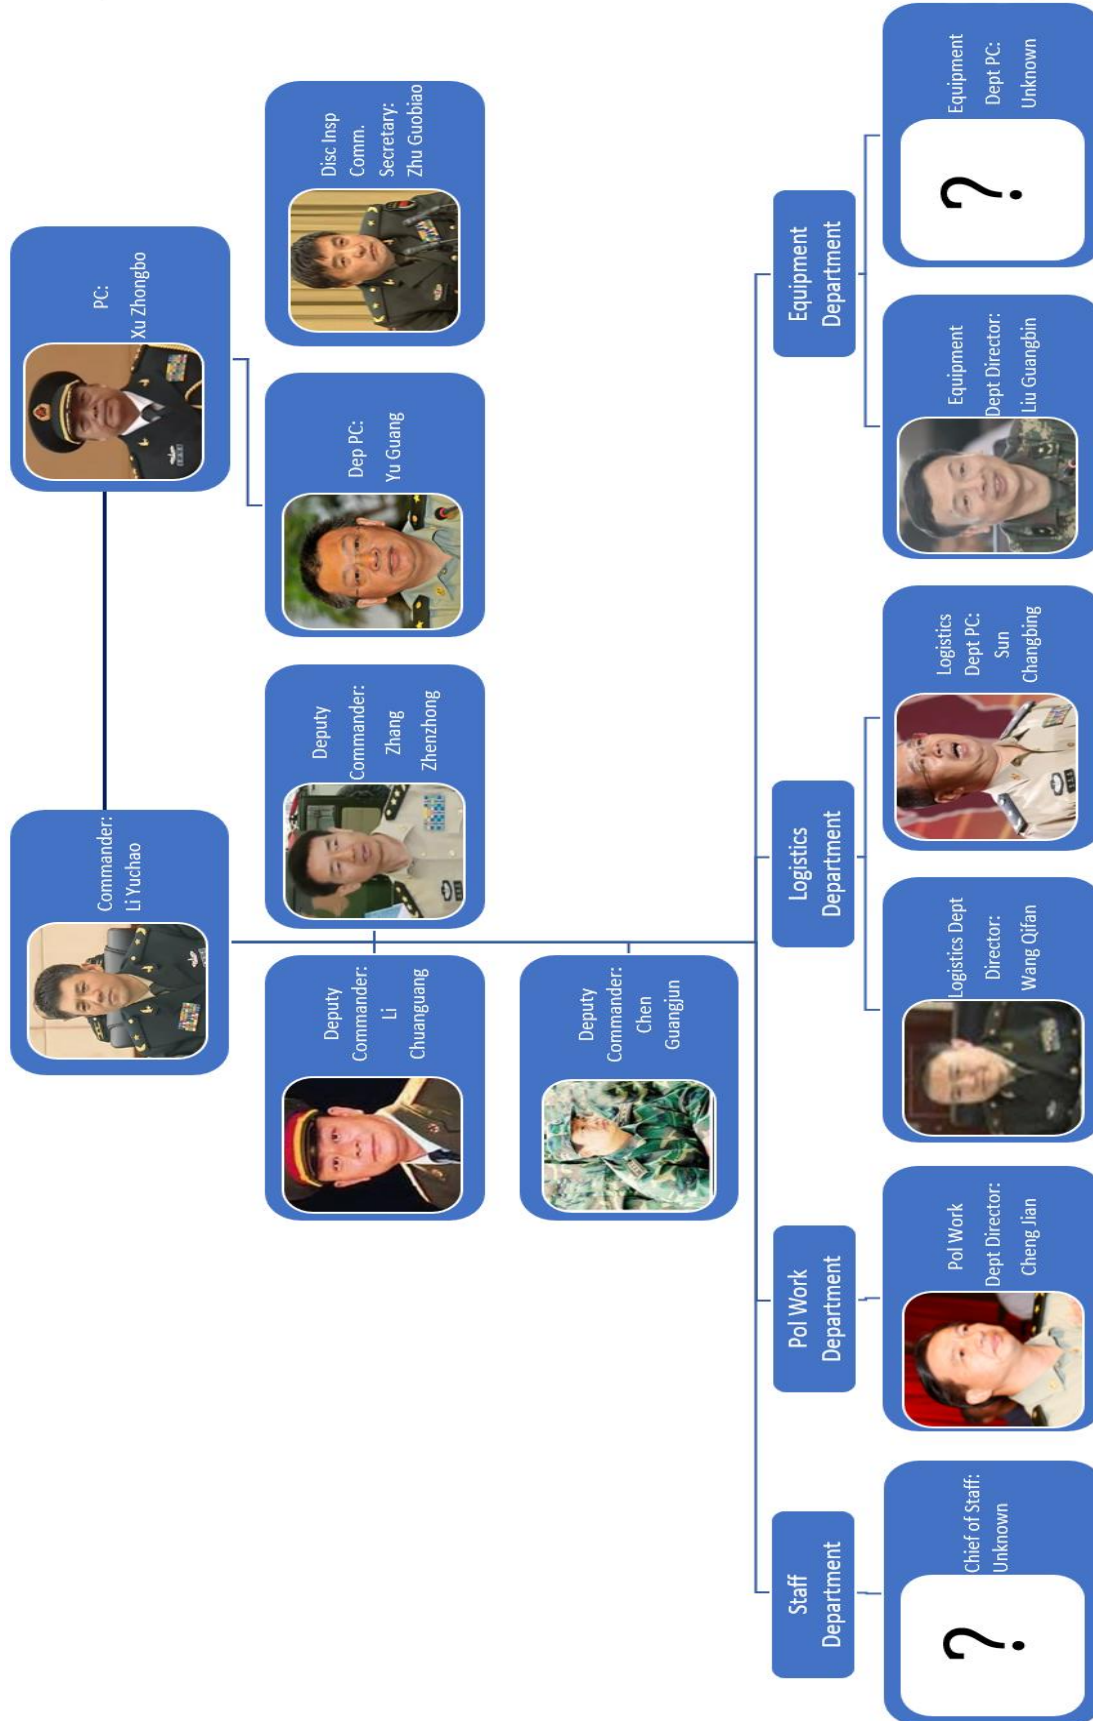 Commander:
Li Yuchao
PC:
Xu Zhongbo
Deputy
Commander:
Li
Chuanguang
Deputy
Commander:
Zhang
Zhenzhong
Dep PC:
Yu Guang
Disc Insp
Comm.
Secretary:
Zhu Guobiao
Deputy
Commander:
Chen
Guangjun
Staff
Department
Pol Work
Department
Logistics
Department
Equipment
Department
?
Chief of Staff:
Unknown
Pol Work
Dept Director:
Cheng Jian
Logistics Dept
Director:
Wang Qifan
Logistics
Dept PC:
Sun
Changbing
Equipment
Dept Director:
Liu Guangbin
?
Equipment
Dept PC:
Unknown